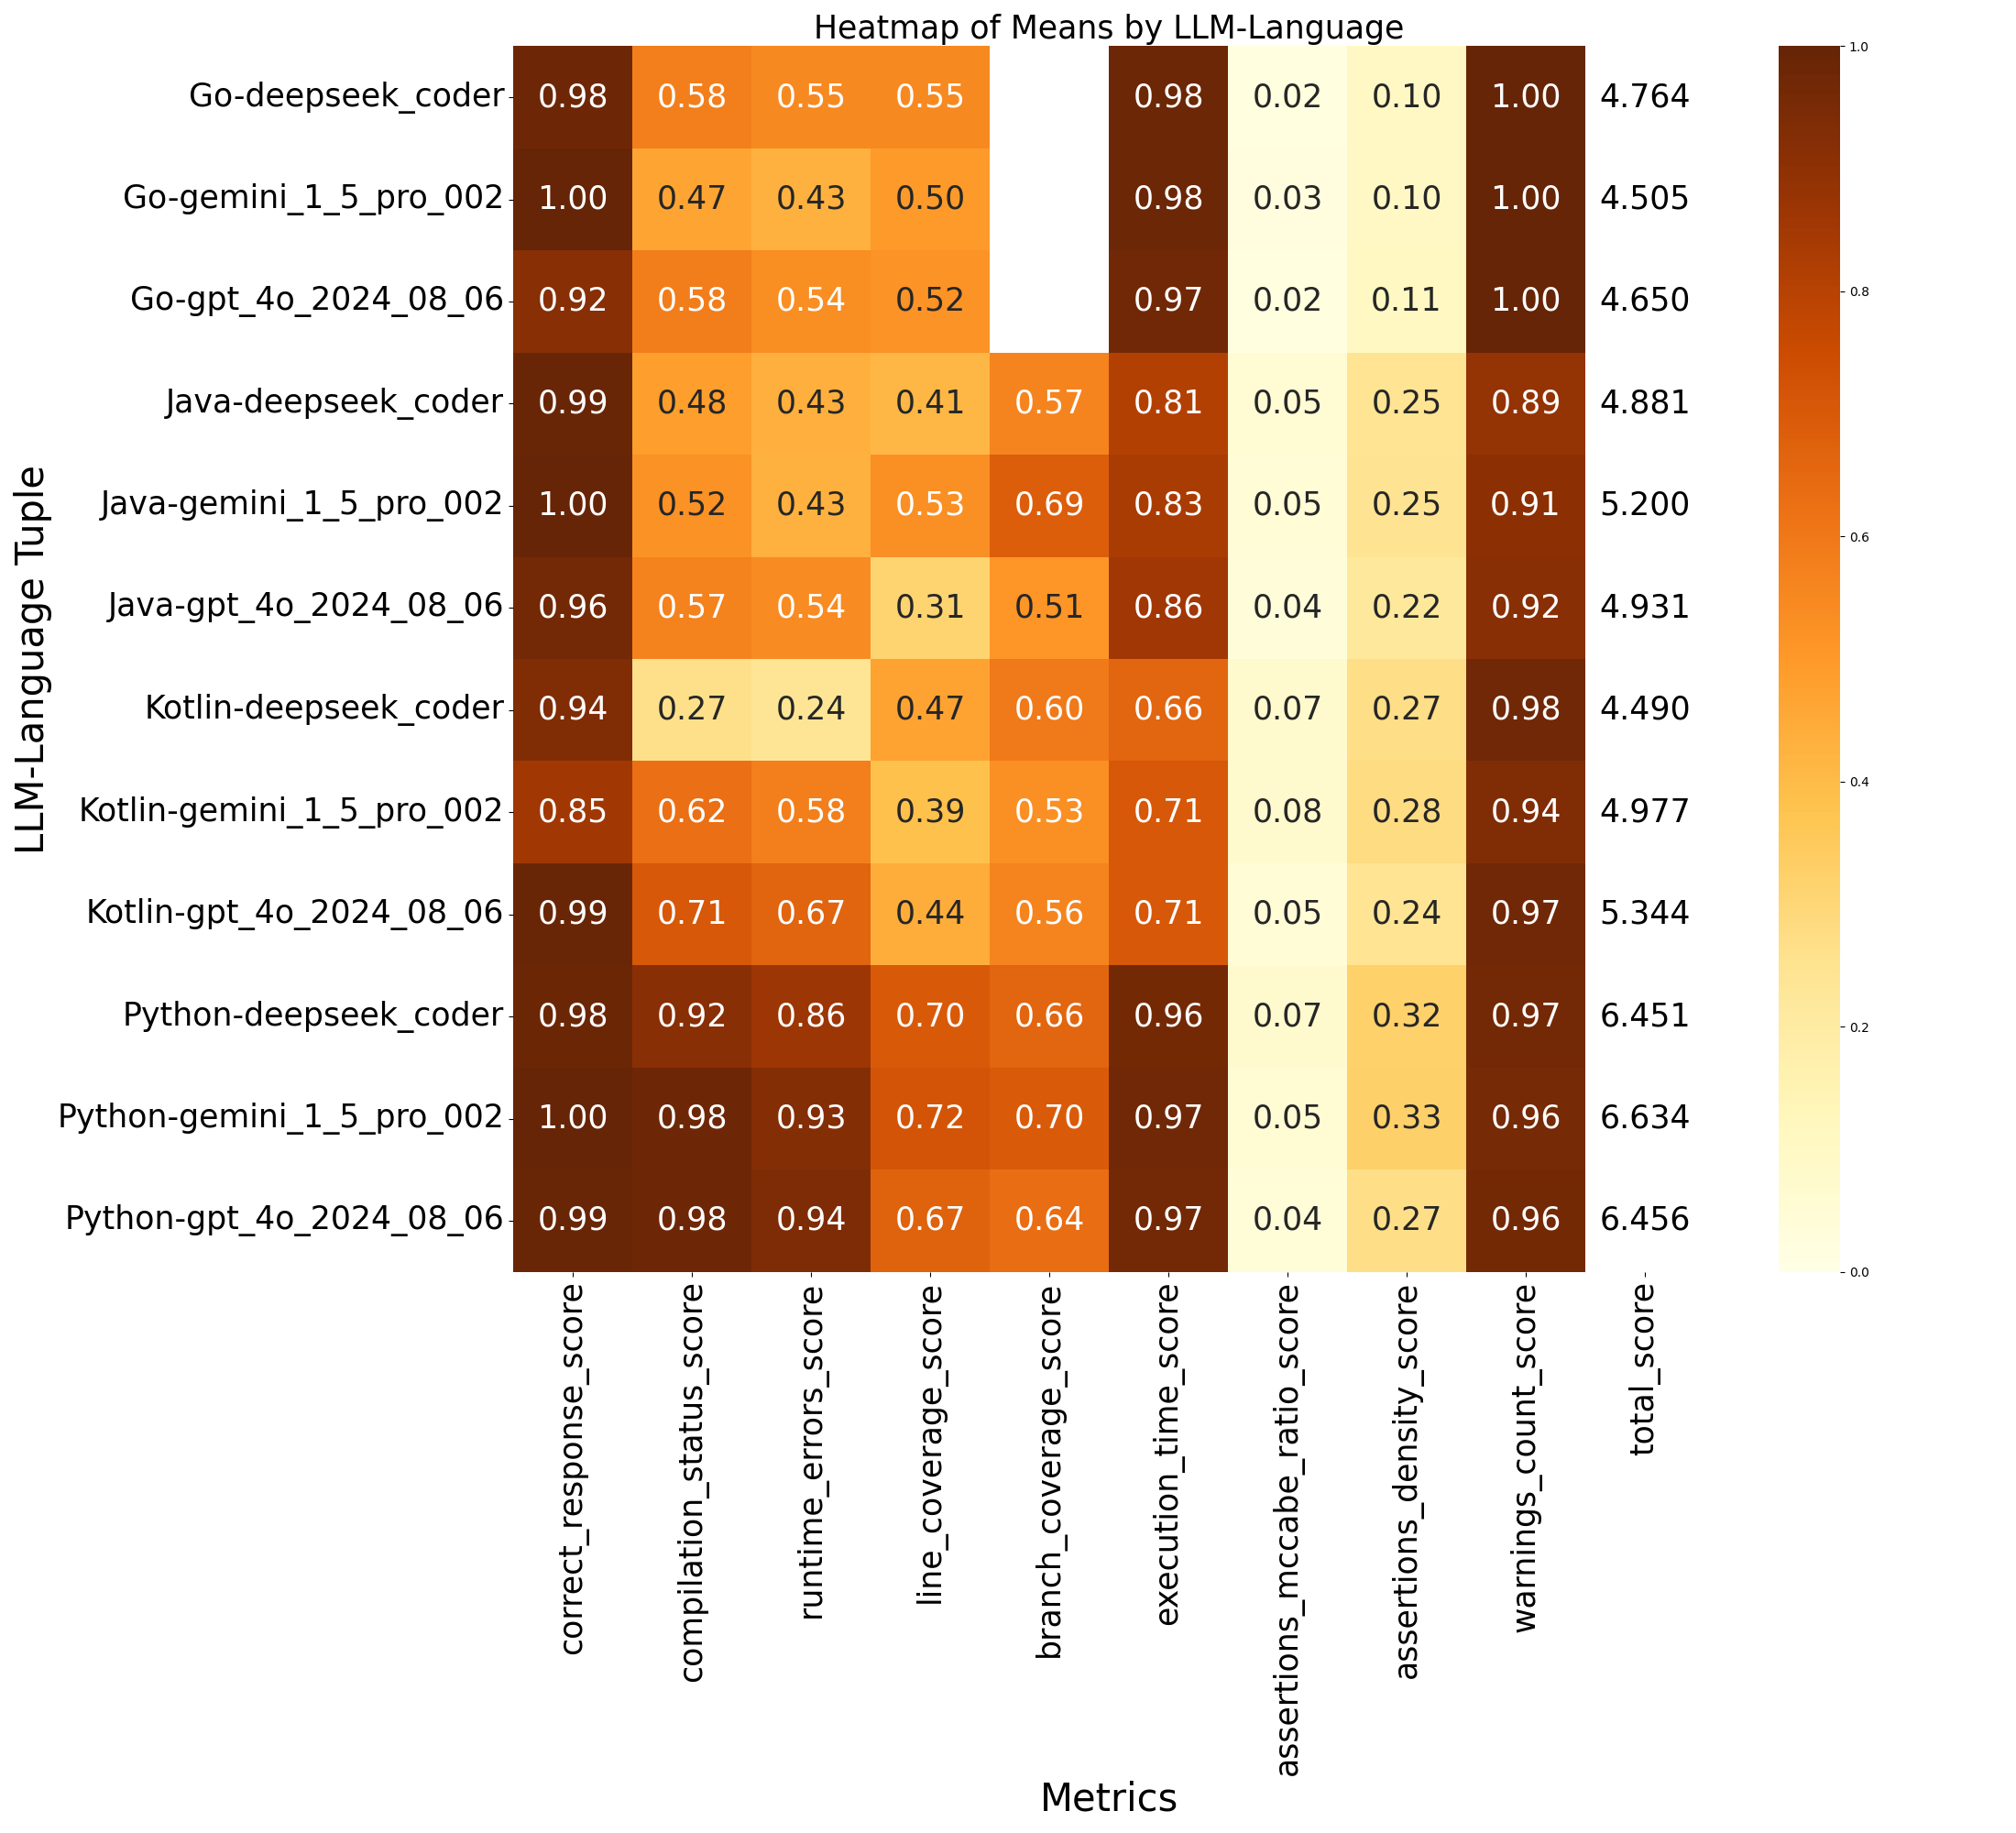 Heatmap of Means by LLM-Language
LLM-Language Tuple
Go-deepseek_coder 0.98 0.58 0.55 0.55 0.98 0.02 0.10 1.00 4.764
Go-gemini_1_5_pro_002 1.00 0.47 0.43 0.50 0.98 0.03 0.10 1.00 4.505
Go-gpt_4o_2024_08_06 0.92 0.58 0.54 0.52 0.97 0.02 0.11 1.00 4.650
Java-deepseek_coder 0.99 0.48 0.43 0.41 0.57 0.81 0.05 0.25 0.89 4.881
Java-gemini_1_5_pro_002 1.00 0.52 0.43 0.53 0.69 0.83 0.05 0.25 0.91 5.200
Java-gpt_4o_2024_08_06 0.96 0.57 0.54 0.31 0.51 0.86 0.04 0.22 0.92 4.931
Kotlin-deepseek_coder 0.94 0.27 0.24 0.47 0.60 0.66 0.07 0.27 0.98 4.490
Kotlin-gemini_1_5_pro_002 0.85 0.62 0.58 0.39 0.53 0.71 0.08 0.28 0.94 4.977
Kotlin-gpt_4o_2024_08_06 0.99 0.71 0.67 0.44 0.56 0.71 0.05 0.24 0.97 5.344
Python-deepseek_coder 0.98 0.92 0.86 0.70 0.66 0.96 0.07 0.32 0.97 6.451
Python-gemini_1_5_pro_002 1.00 0.98 0.93 0.72 0.70 0.97 0.05 0.33 0.96 6.634
Python-gpt_4o_2024_08_06 0.99 0.98 0.94 0.67 0.64 0.97 0.04 0.27 0.96 6.456
correct_response_score
compilation_status_score
runtime_errors_score
line_coverage_score
branch_coverage_score
execution_time_score
assertions_mccabe_ratio_score
assertions_density_score
warnings_count_score
total_score
Metrics
1.0
0.8
0.6
0.4
0.2
0.0